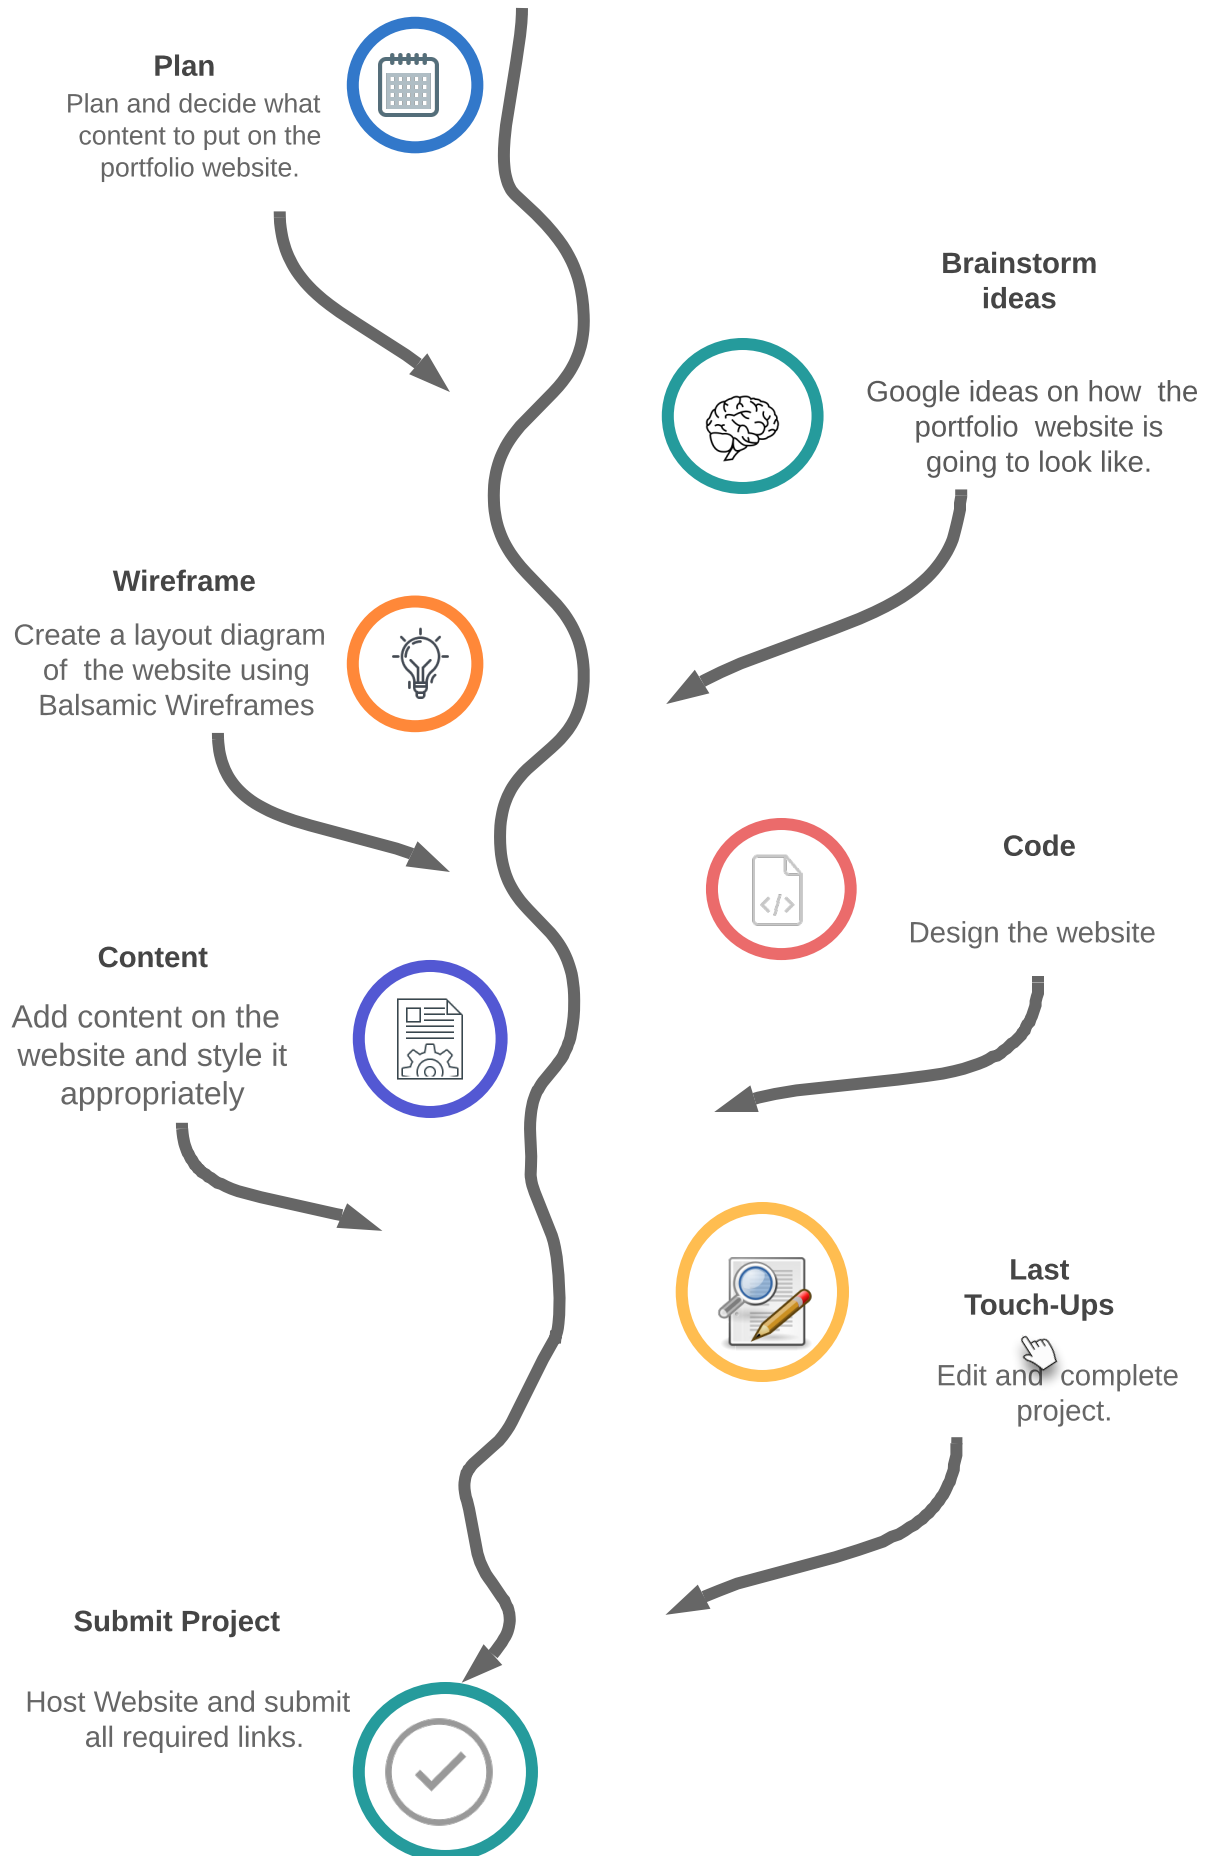 Plan
Plan and decide what
content to put on the
portfolio website.
Brainstorm
ideas
Google ideas on how the
portfolio website is
going to look like.
Wireframe
Create a layout diagram
of the website using
Balsamic Wireframes
Code
Design the website
Content
Add content on the
website and style it
appropriately
Last
Touch-Ups
Edit and complete
project.
Submit Project
Host Website and submit
all required links.